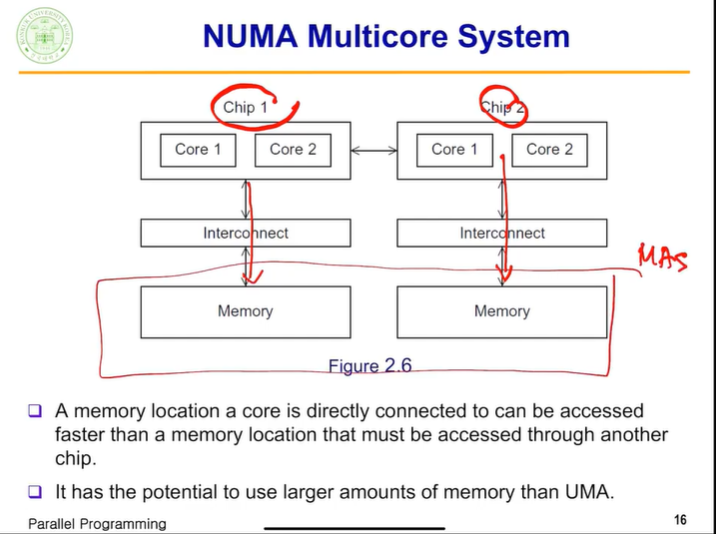 NUMA Multicore System
Chip 1 Chip 2
Core 1 Core 2 Core 1 Core 2
Interconnect Interconnect
MAS
Memory Memory
Figure 2.6
❑ A memory location a core is directly connected to can be accessed
faster than a memory location that must be accessed through another
chip.
❑ It has the potential to use larger amounts of memory than UMA.
Parallel Programming 16